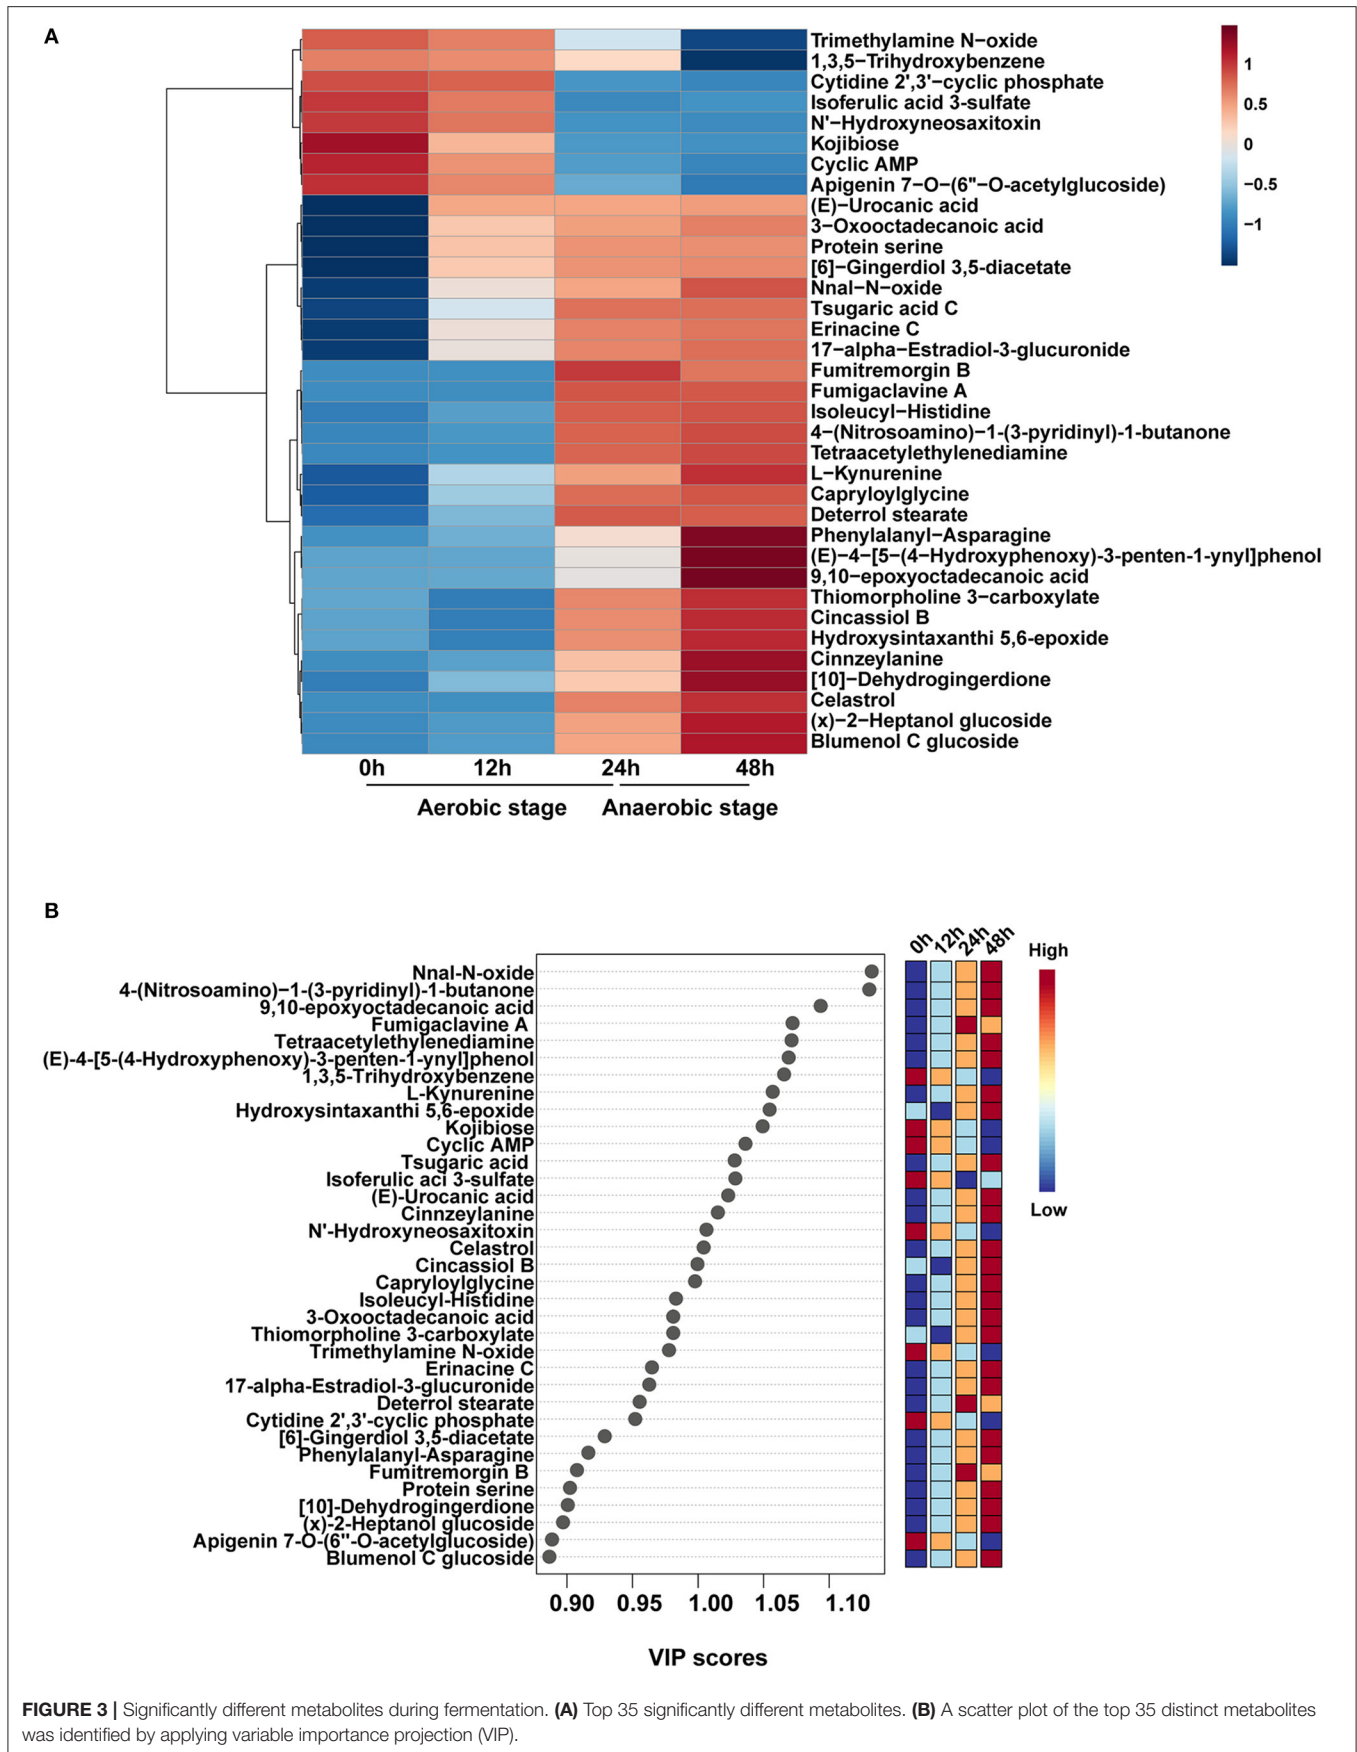 A
Trimethylamine N−oxide
1,3,5−Trihydroxybenzene
Cytidine 2',3'−cyclic phosphate
Isoferulic acid 3-sulfate
N'−Hydroxyneosaxitoxin
Kojibiose
Cyclic AMP
Apigenin 7−O−(6"−O-acetylglucoside)
(E)−Urocanic acid
3−Oxooctadecanoic acid
Protein serine
[6]−Gingerdiol 3,5-diacetate
Nnal−N−oxide
Tsugaric acid C
Erinacine C
17−alpha−Estradiol-3-glucuronide
Fumitremorgin B
Fumigaclavine A
Isoleucyl−Histidine
4−(Nitrosoamino)−1-(3-pyridinyl)-1-butanone
Tetraacetylethylenediamine
L−Kynurenine
Capryloylglycine
Deterrol stearate
Phenylalanyl−Asparagine
(E)−4−[5−(4−Hydroxyphenoxy)-3-penten-1-ynyl]phenol
9,10−epoxyoctadecanoic acid
Thiomorpholine 3−carboxylate
Cincassiol B
Hydroxysintaxanthi 5,6-epoxide
Cinnzeylanine
[10]−Dehydrogingerdione
Celastrol
(x)−2−Heptanol glucoside
Blumenol C glucoside
1
0.5
0
−0.5
−1
0h 12h 24h 48h
Aerobic stage Anaerobic stage
B
0h 12h 24h 48h
High
Low
Nnal-N-oxide
4-(Nitrosoamino)−1-(3-pyridinyl)-1-butanone
9,10-epoxyoctadecanoic acid
Fumigaclavine A
Tetraacetylethylenediamine
(E)-4-[5-(4-Hydroxyphenoxy)-3-penten-1-ynyl]phenol
1,3,5-Trihydroxybenzene
L-Kynurenine
Hydroxysintaxanthi 5,6-epoxide
Kojibiose
Cyclic AMP
Tsugaric acid
Isoferulic aci 3-sulfate
(E)-Urocanic acid
Cinnzeylanine
N'-Hydroxyneosaxitoxin
Celastrol
Cincassiol B
Capryloylglycine
Isoleucyl-Histidine
3-Oxooctadecanoic acid
Thiomorpholine 3-carboxylate
Trimethylamine N-oxide
Erinacine C
17-alpha-Estradiol-3-glucuronide
Deterrol stearate
Cytidine 2',3'-cyclic phosphate
[6]-Gingerdiol 3,5-diacetate
Phenylalanyl-Asparagine
Fumitremorgin B
Protein serine
[10]-Dehydrogingerdione
(x)-2-Heptanol glucoside
Apigenin 7-O-(6"-O-acetylglucoside)
Blumenol C glucoside
0.90 0.95 1.00 1.05 1.10
VIP scores
FIGURE 3 | Significantly different metabolites during fermentation. (A) Top 35 significantly different metabolites. (B) A scatter plot of the top 35 distinct metabolites
was identified by applying variable importance projection (VIP).